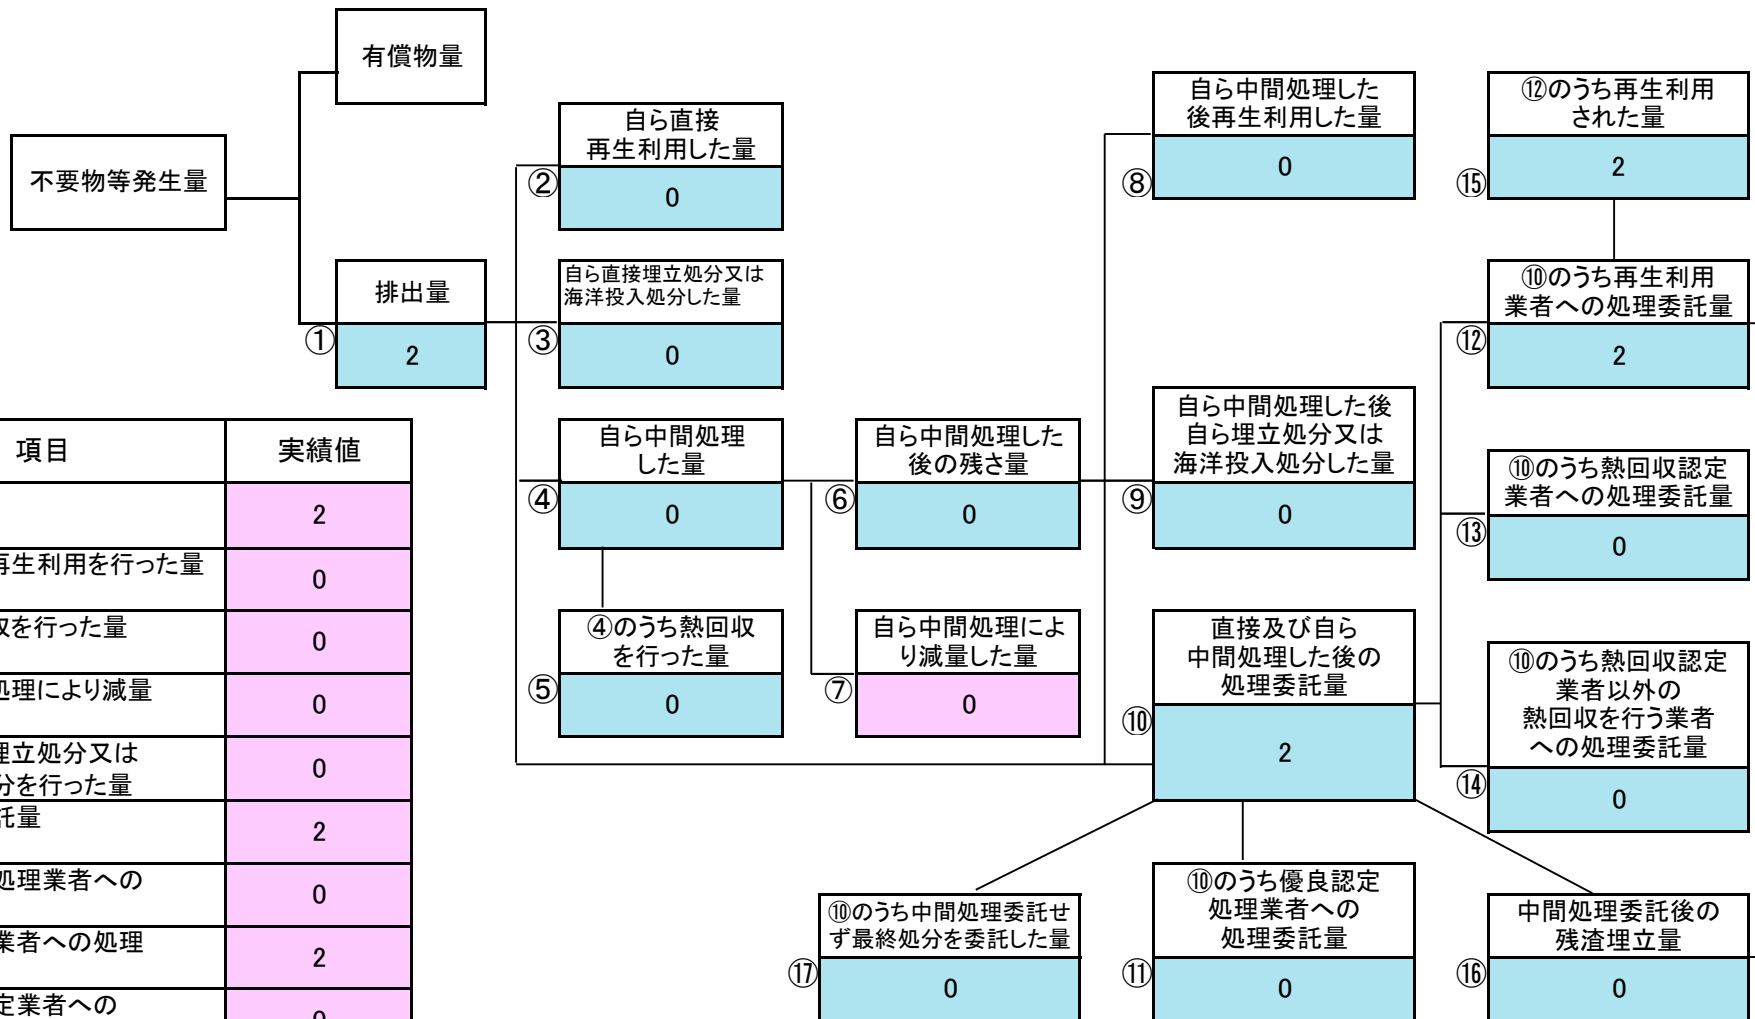 有償物量
不要物等発生量
排出量
①
2
自ら直接
再生利用した量
②
0
自ら直接埋立処分又は
海洋投入処分した量
③
0
自ら中間処理
した量
④
0
④のうち熱回収
を行った量
⑤
0
自ら中間処理した
後の残さ量
⑥
0
自ら中間処理によ
り減量した量
⑦
0
自ら中間処理した
後再生利用した量
⑧
0
自ら中間処理した後
自ら埋立処分又は
海洋投入処分した量
⑨
0
直接及び自ら
中間処理した後の
処理委託量
⑩
2
⑫のうち再生利用
された量
⑮
2
⑩のうち再生利用
業者への処理委託量
⑫
2
⑩のうち熱回収認定
業者への処理委託量
⑬
0
⑩のうち熱回収認定
業者以外の
熱回収を行う業者
への処理委託量
⑭
0
⑩のうち中間処理委託せ
ず最終処分を委託した量
⑰
0
⑩のうち優良認定
処理業者への
処理委託量
⑪
0
中間処理委託後の
残渣埋立量
⑯
0
項目 実績値
2
再生利用を行った量 0
を行った量 0
処理により減量 0
埋立処分又は
を行った量 0
託量 2
処理業者への 0
業者への処理 2
定業者への 0